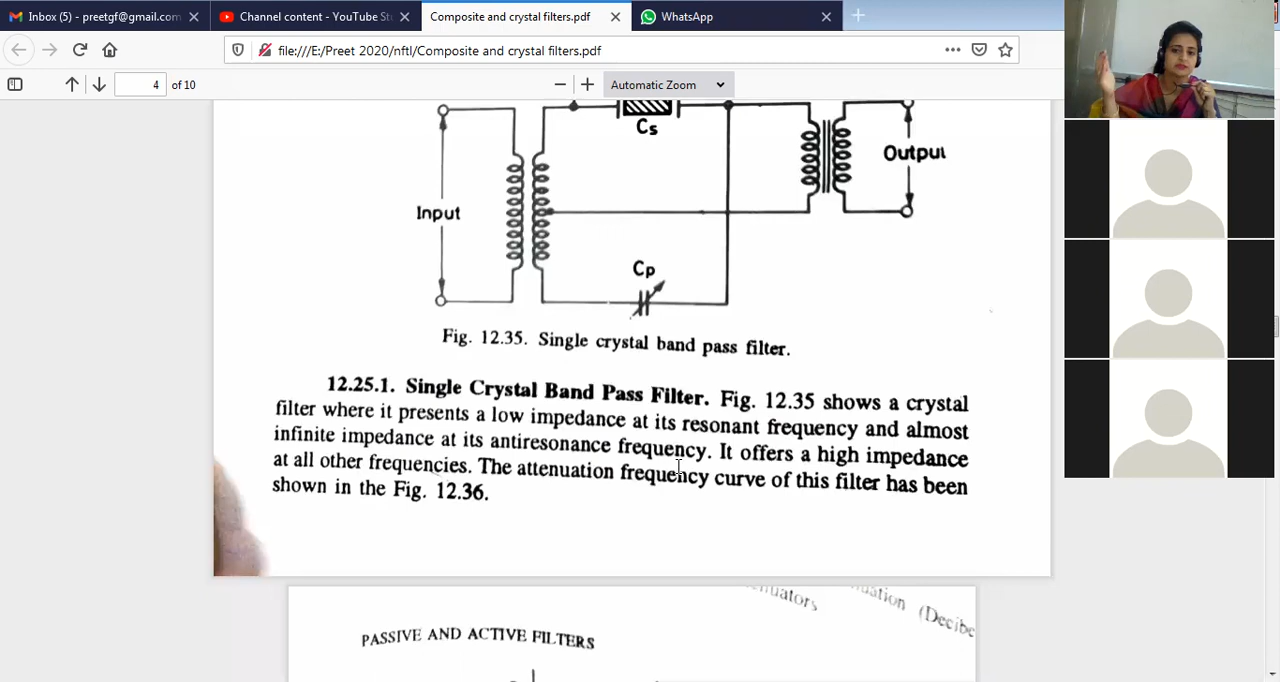 Inbox (5) - preetgf@gmail.com
Channel content - YouTube St
Composite and crystal filters.pdf
WhatsApp
file:///E:/Preet 2020/nftl/Composite and crystal filters.pdf
4 of 10
Automatic Zoom
Cs
Output
Input
Cp
Fig. 12.35. Single crystal band pass filter.
12.25.1. Single Crystal Band Pass Filter. Fig. 12.35 shows a crystal
filter where it presents a low impedance at its resonant frequency and almost
infinite impedance at its antiresonance frequency. It offers a high impedance
at all other frequencies. The attenuation frequency curve of this filter has been
shown in the Fig. 12.36.
PASSIVE AND ACTIVE FILTERS